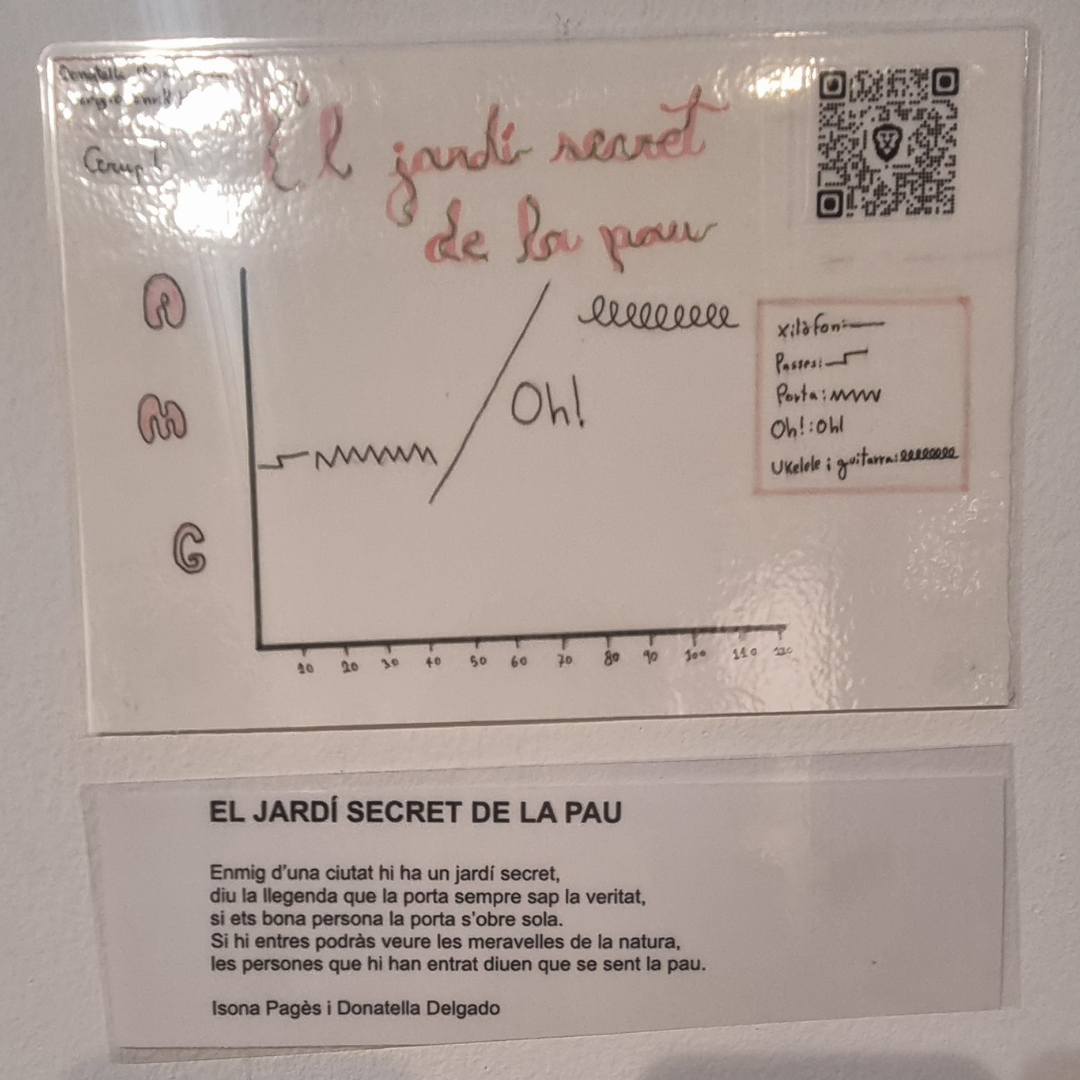 Donatella
Grup 1
El jardí secret
de la pau
A
M
G
Oh!
Xilòfon:
Passes:
Porta:
Oh!:Oh!
Ukelele i guitarra:
10 20 30 40 50 60 70 80 90 100 110 120
EL JARDÍ SECRET DE LA PAU
Enmig d'una ciutat hi ha un jardí secret,
diu la llegenda que la porta sempre sap la veritat,
si ets bona persona la porta s'obre sola.
Si hi entres podràs veure les meravelles de la natura,
les persones que hi han entrat diuen que se sent la pau.
Isona Pagès i Donatella Delgado